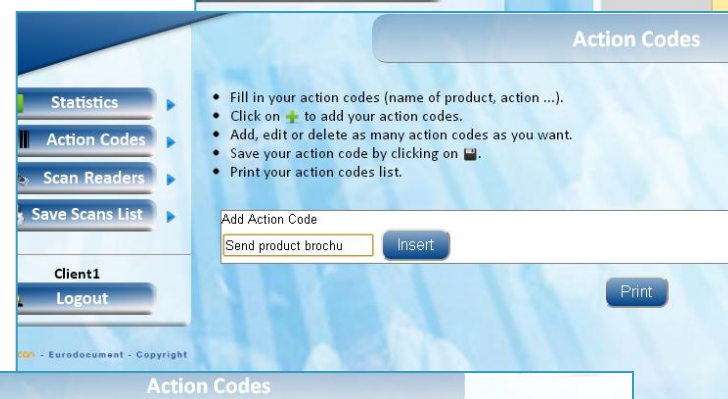 Action Codes
Statistics
Action Codes
Scan Readers
Save Scans List
Client1
Logout
- Eurodocument - Copyright
Fill in your action codes (name of product, action ...).
Click on to add your action codes.
Add, edit or delete as many action codes as you want.
Save your action code by clicking on .
Print your action codes list.
Add Action Code
Send product brochu Insert
Print
Action Codes